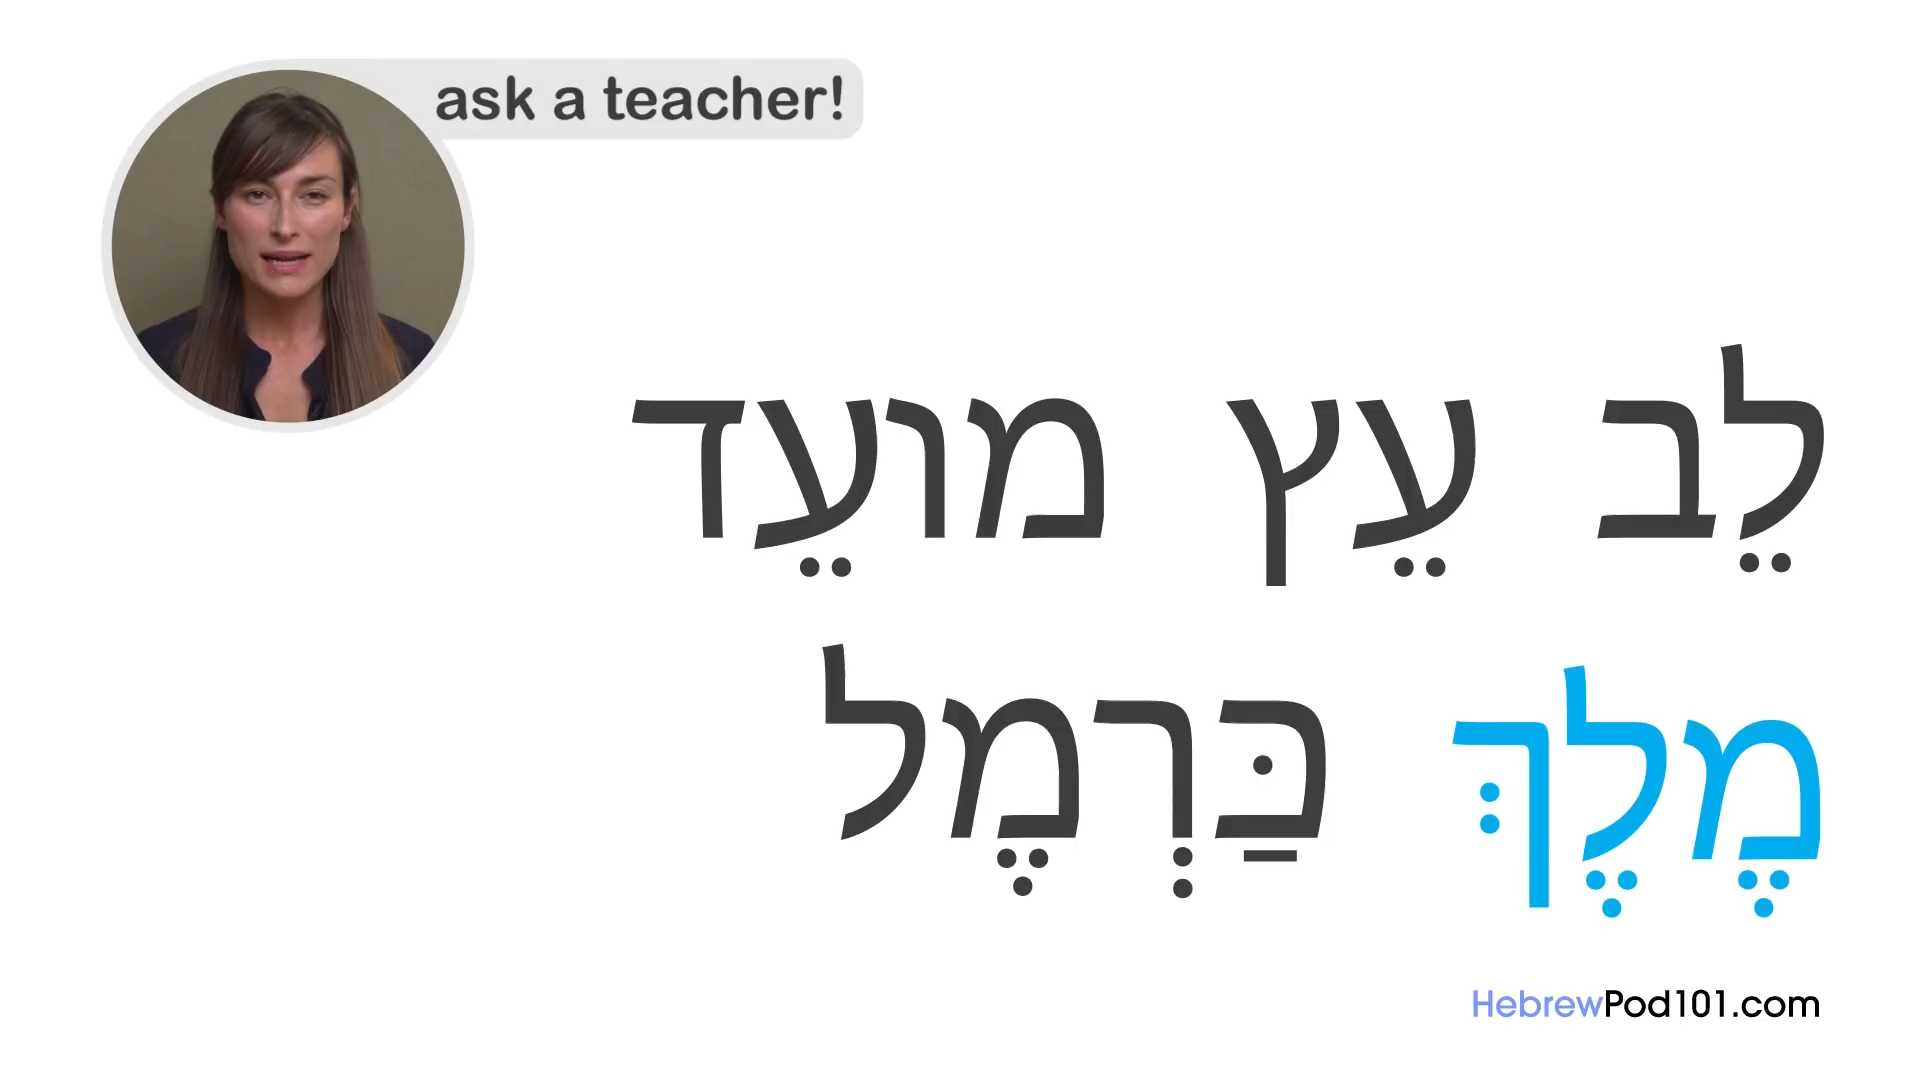 ask a teacher!
לֵב עֵץ מוֹעֵד
מֶלֶךְ כַּרְמֶל
HebrewPod101.com